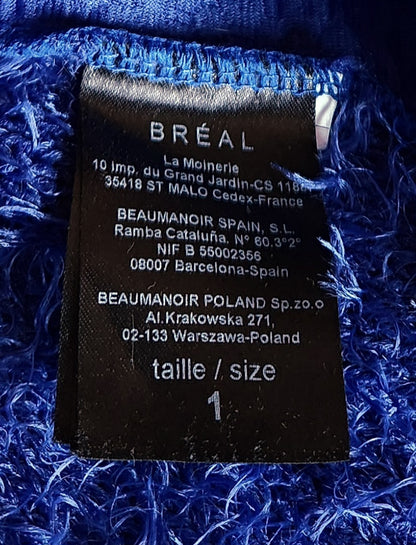 BRÉAL
La Moinerie
10 Imp. du Grand Jardin-CS 118
35418 ST MALO Cedex-France
BEAUMANOIR SPAIN, S.L.
Ramba Cataluña. Nº 60.3º2º
NIF B 55002356
08007 Barcelona-Spain
BEAUMANOIR POLAND Sp.zo.o
Al.Krakowska 271,
02-133 Warszawa-Poland
taille / size
1